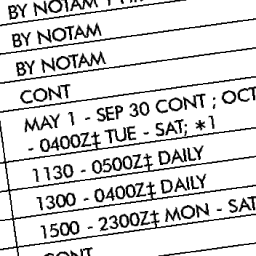 BY NOTAM
BY NOTAM
BY NOTAM
CONT
MAY 1 - SEP 30 CONT ; OCT
- 0400Z‡ TUE - SAT; *1
1130 - 0500Z‡ DAILY
1300 - 0400Z‡ DAILY
1500 - 2300Z‡ MON - SAT
CONT